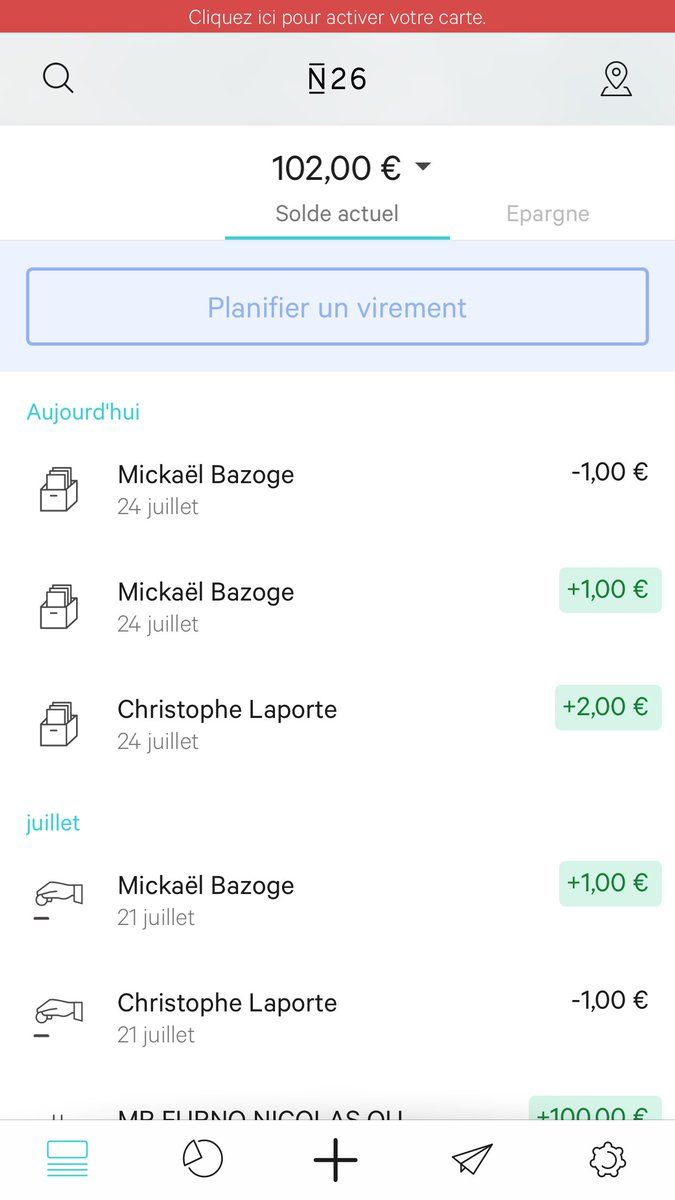 Cliquez ici pour activer votre carte.
N26
102,00 €
Solde actuel
Epargne
Planifier un virement
Aujourd'hui
Mickaël Bazoge
-1,00 €
24 juillet
Mickaël Bazoge
+1,00 €
24 juillet
Christophe Laporte
+2,00 €
24 juillet
juillet
Mickaël Bazoge
+1,00 €
21 juillet
Christophe Laporte
-1,00 €
21 juillet
MR FURNO NICOLAS OU
+100,00 €